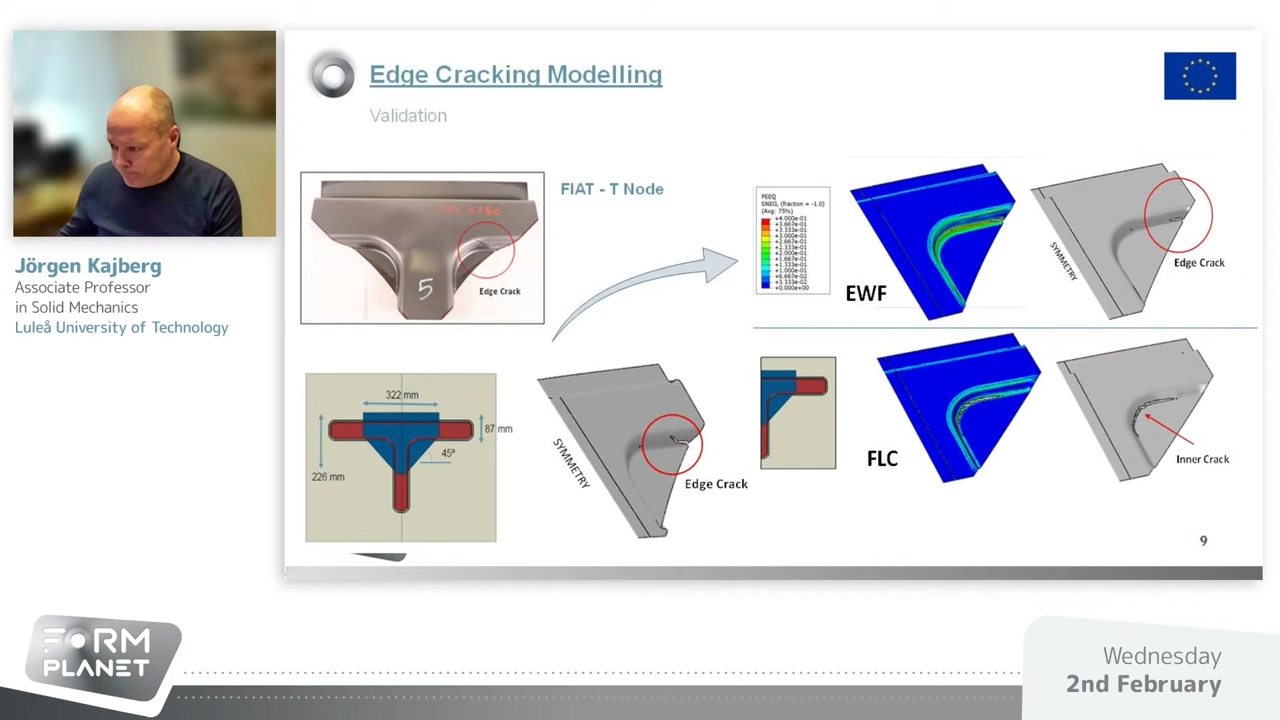 Edge Cracking Modelling
Validation
FIAT - T Node
5
Edge Crack
PEEQ
SNEG, (fraction = -1.0)
(Avg: 75%)
+4.000e-01
+3.667e-01
+3.333e-01
+3.000e-01
+2.667e-01
+2.333e-01
+2.000e-01
+1.667e-01
+1.333e-01
+1.000e-01
+6.667e-02
+3.333e-02
+0.000e+00
EWF
SYMMETRY
Edge Crack
Jörgen Kajberg
Associate Professor
in Solid Mechanics
Luleå University of Technology
322 mm
87 mm
45º
226 mm
SYMMETRY
Edge Crack
FLC
Inner Crack
9
FORM
PLANET
Wednesday
2nd February